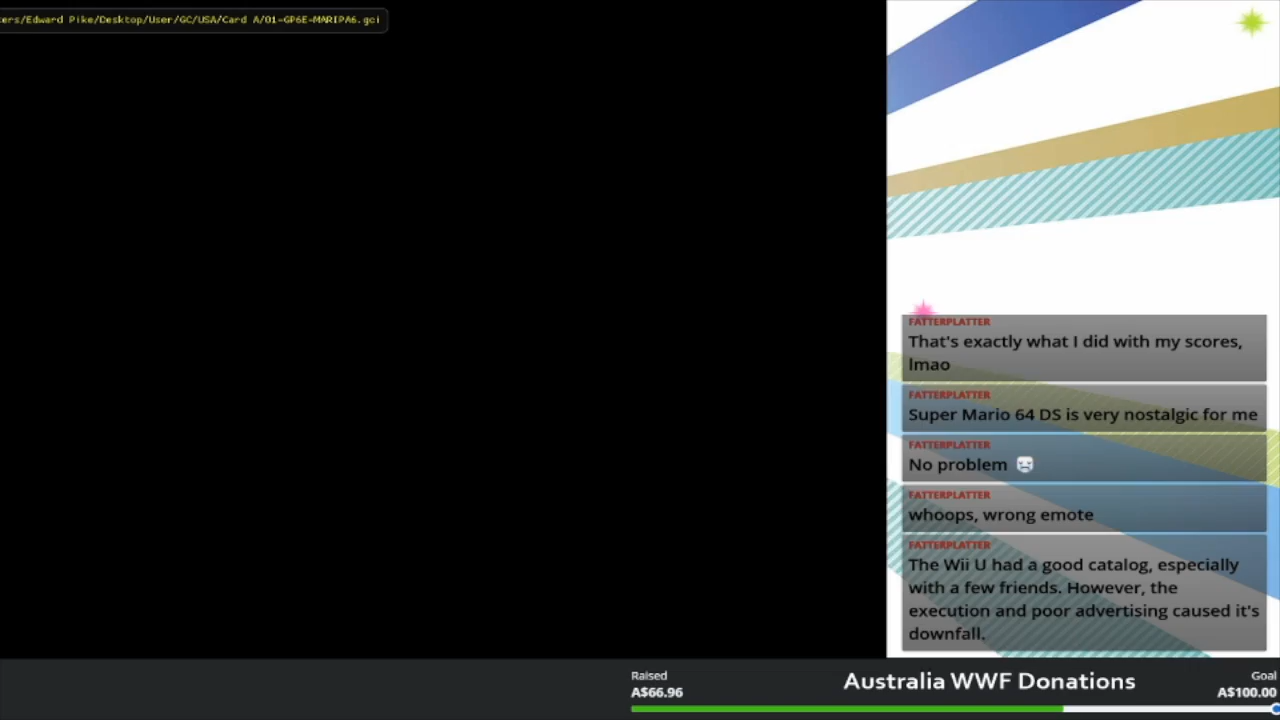 ers/Edward Pike/Desktop/User/GC/USA/Card A/01-GP6E-MARIPA6.gci
FATTERPLATTER
That's exactly what I did with my scores,
lmao
FATTERPLATTER
Super Mario 64 DS is very nostalgic for me
FATTERPLATTER
No problem
FATTERPLATTER
whoops, wrong emote
FATTERPLATTER
The Wii U had a good catalog, especially
with a few friends. However, the
execution and poor advertising caused it's
downfall.
Raised
A$66.96
Australia WWF Donations
Goal
A$100.00